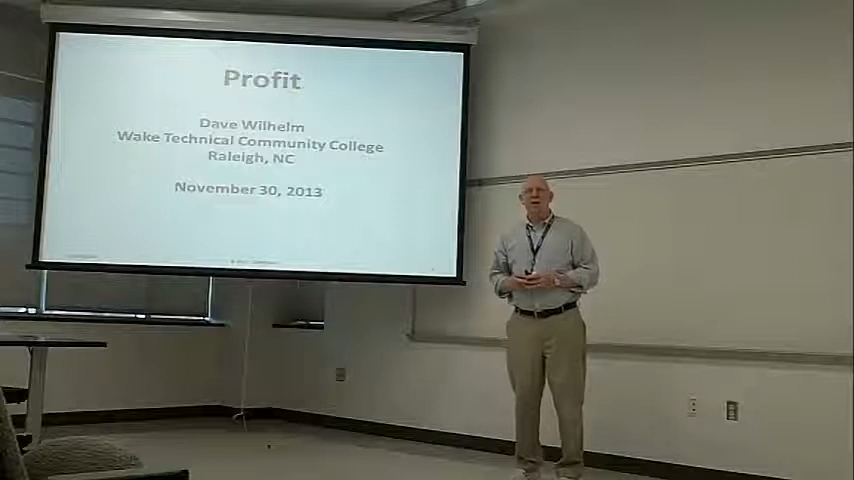 Profit
Dave Wilhelm
Wake Technical Community College
Raleigh, NC
November 30, 2013